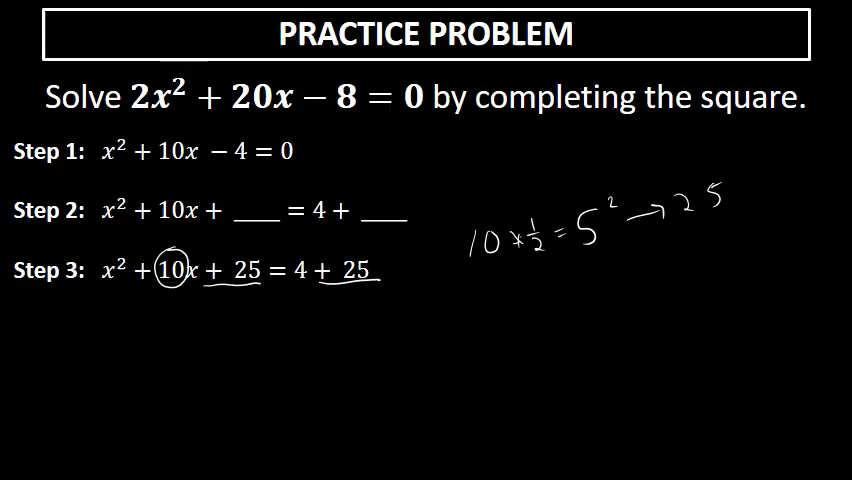 PRACTICE PROBLEM
Solve 2x² + 20x − 8 = 0 by completing the square.
Step 1: x² + 10x − 4 = 0
Step 2: x² + 10x + ____ = 4 + ____
10 * 1/2 = 5² → 25
Step 3: x² + 10x + 25 = 4 + 25